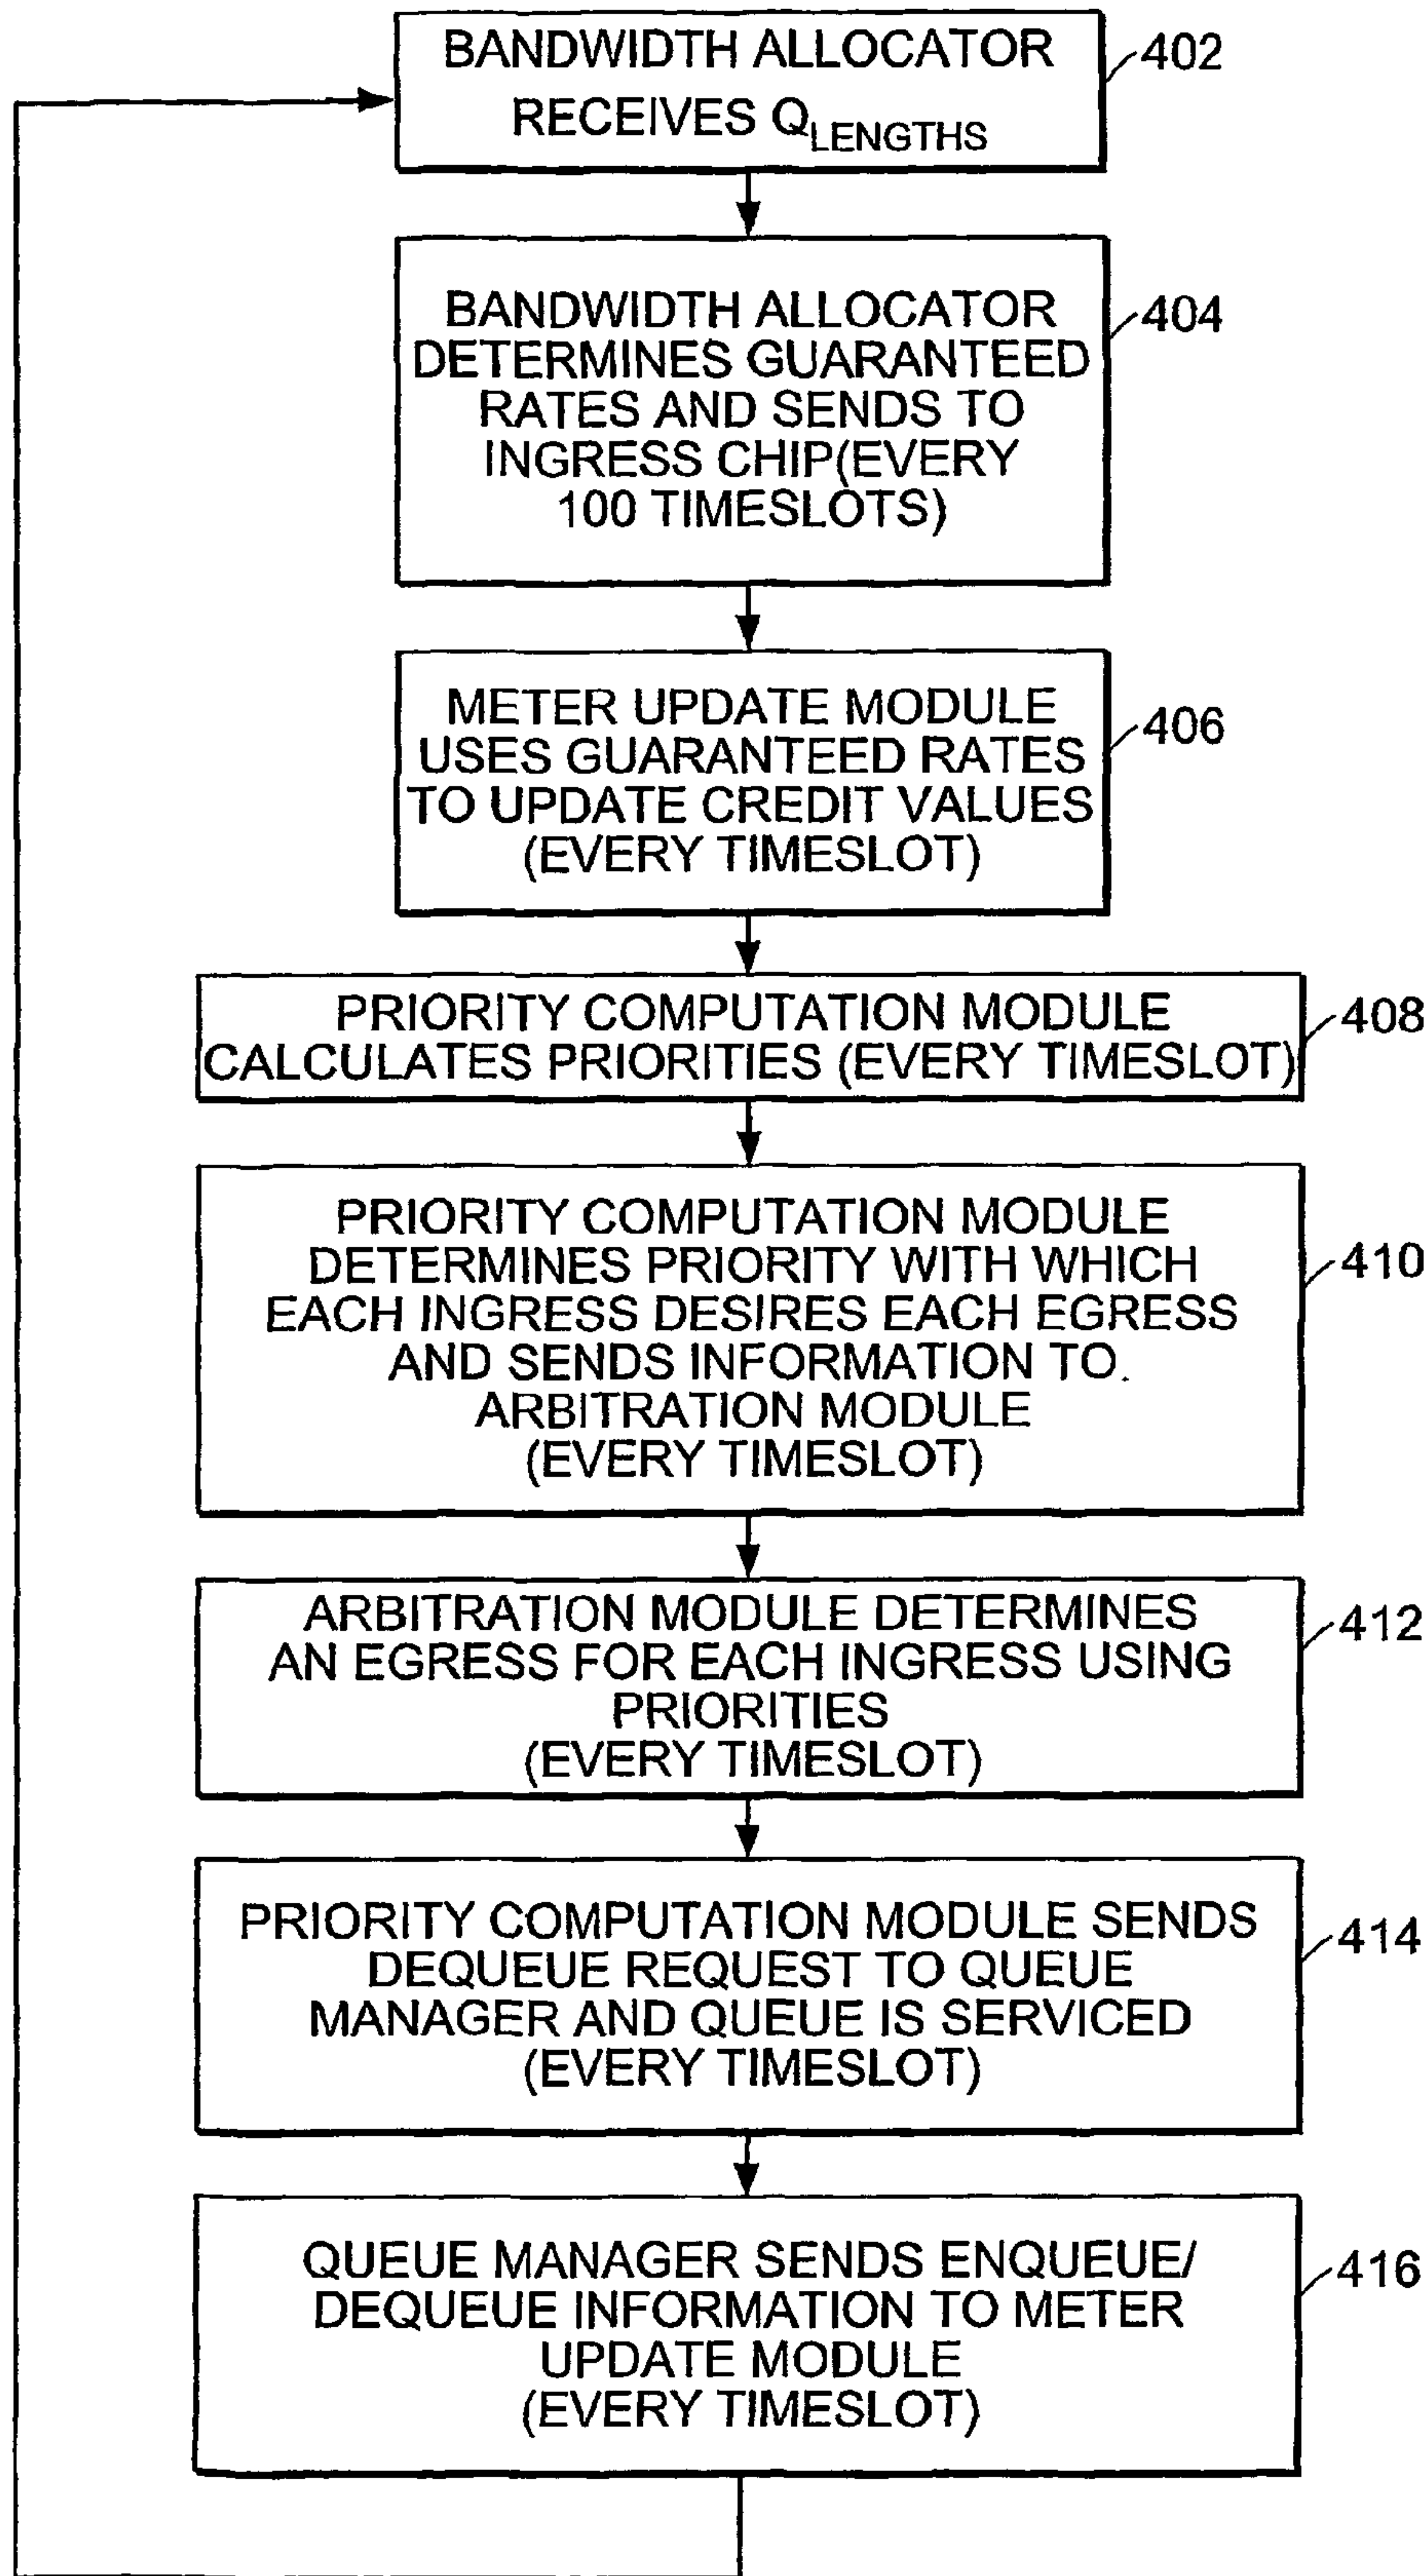 BANDWIDTH ALLOCATOR
RECEIVES Q_LENGTHS
402
BANDWIDTH ALLOCATOR
DETERMINES GUARANTEED
RATES AND SENDS TO
INGRESS CHIP(EVERY
100 TIMESLOTS)
404
METER UPDATE MODULE
USES GUARANTEED RATES
TO UPDATE CREDIT VALUES
(EVERY TIMESLOT)
406
PRIORITY COMPUTATION MODULE
CALCULATES PRIORITIES (EVERY TIMESLOT)
408
PRIORITY COMPUTATION MODULE
DETERMINES PRIORITY WITH WHICH
EACH INGRESS DESIRES EACH EGRESS
AND SENDS INFORMATION TO
ARBITRATION MODULE
(EVERY TIMESLOT)
410
ARBITRATION MODULE DETERMINES
AN EGRESS FOR EACH INGRESS USING
PRIORITIES
(EVERY TIMESLOT)
412
PRIORITY COMPUTATION MODULE SENDS
DEQUEUE REQUEST TO QUEUE
MANAGER AND QUEUE IS SERVICED
(EVERY TIMESLOT)
414
QUEUE MANAGER SENDS ENQUEUE/
DEQUEUE INFORMATION TO METER
UPDATE MODULE
(EVERY TIMESLOT)
416